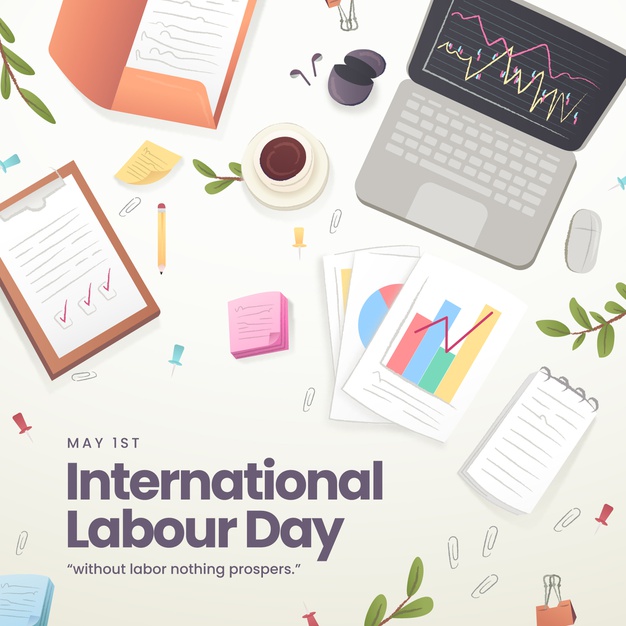 MAY 1ST
International
Labour Day
“without labor nothing prospers.”